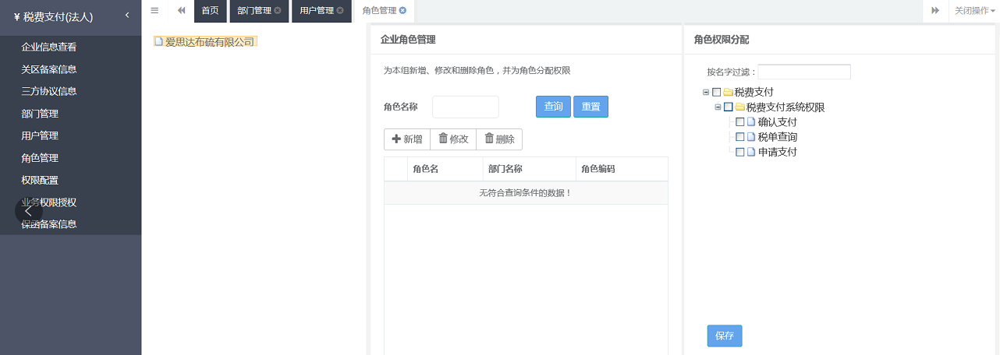 ¥ 税费支付(法人)
企业信息查看
关区备案信息
三方协议信息
部门管理
用户管理
角色管理
权限配置
业务权限授权
保函备案信息
首页 部门管理 用户管理 角色管理 关闭操作
爱思达布硫有限公司
企业角色管理
为本组新增、修改和删除角色，并为角色分配权限
角色名称 查询 重置
新增 修改 删除
角色名 部门名称 角色编码
无符合查询条件的数据！
角色权限分配
按名字过滤：
税费支付
税费支付系统权限
确认支付
税单查询
申请支付
保存